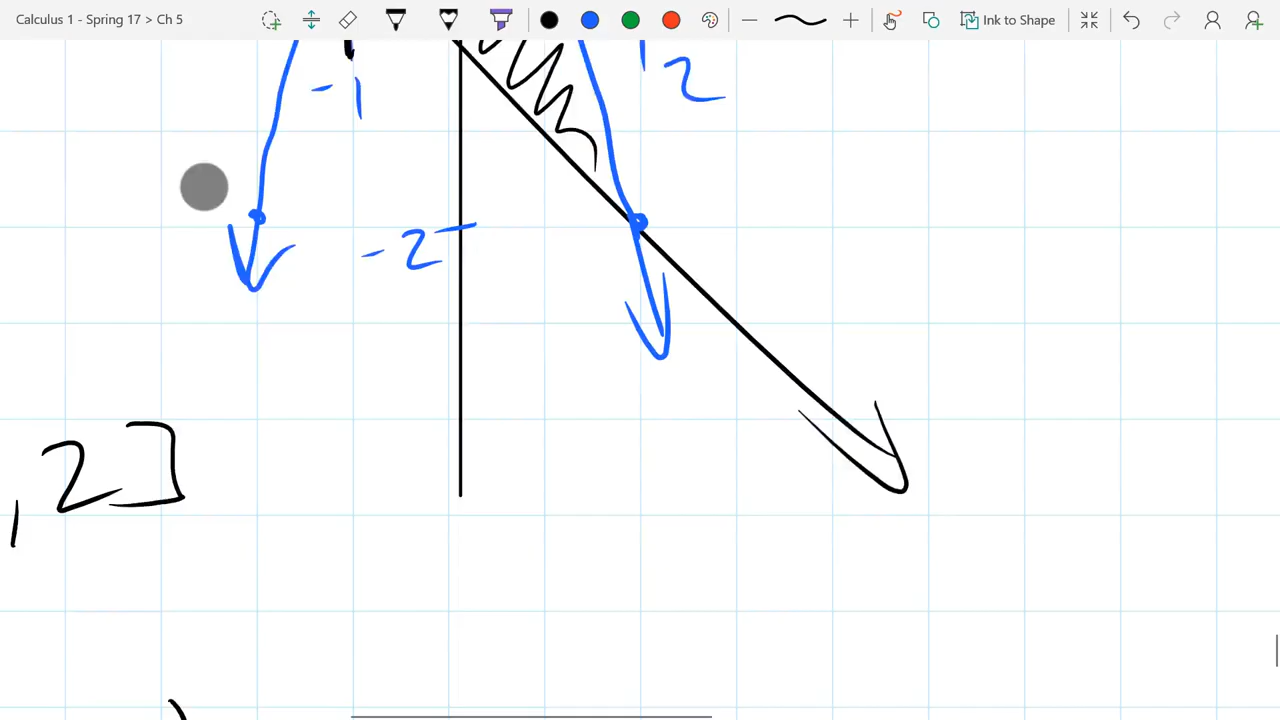 Calculus 1 - Spring 17 > Ch 5
Ink to Shape
-1
2
-2
, 2]